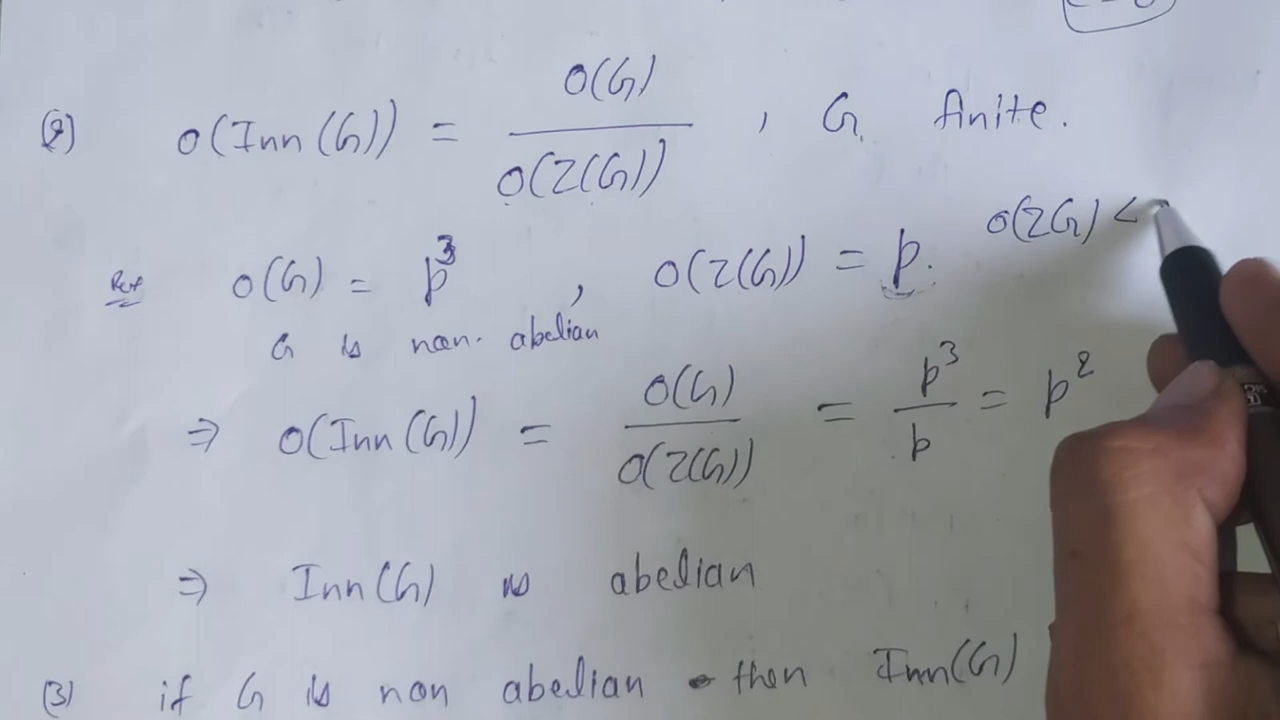 (2) O(Inn(G)) = O(G) / O(Z(G)) , G finite.
O(ZG) <
O(G) = p³ , O(Z(G)) = p.
G is non-abelian
⇒ O(Inn(G)) = O(G) / O(Z(G)) = p³ / p = p²
⇒ Inn(G) is abelian
(3) if G is non abelian then Inn(G)